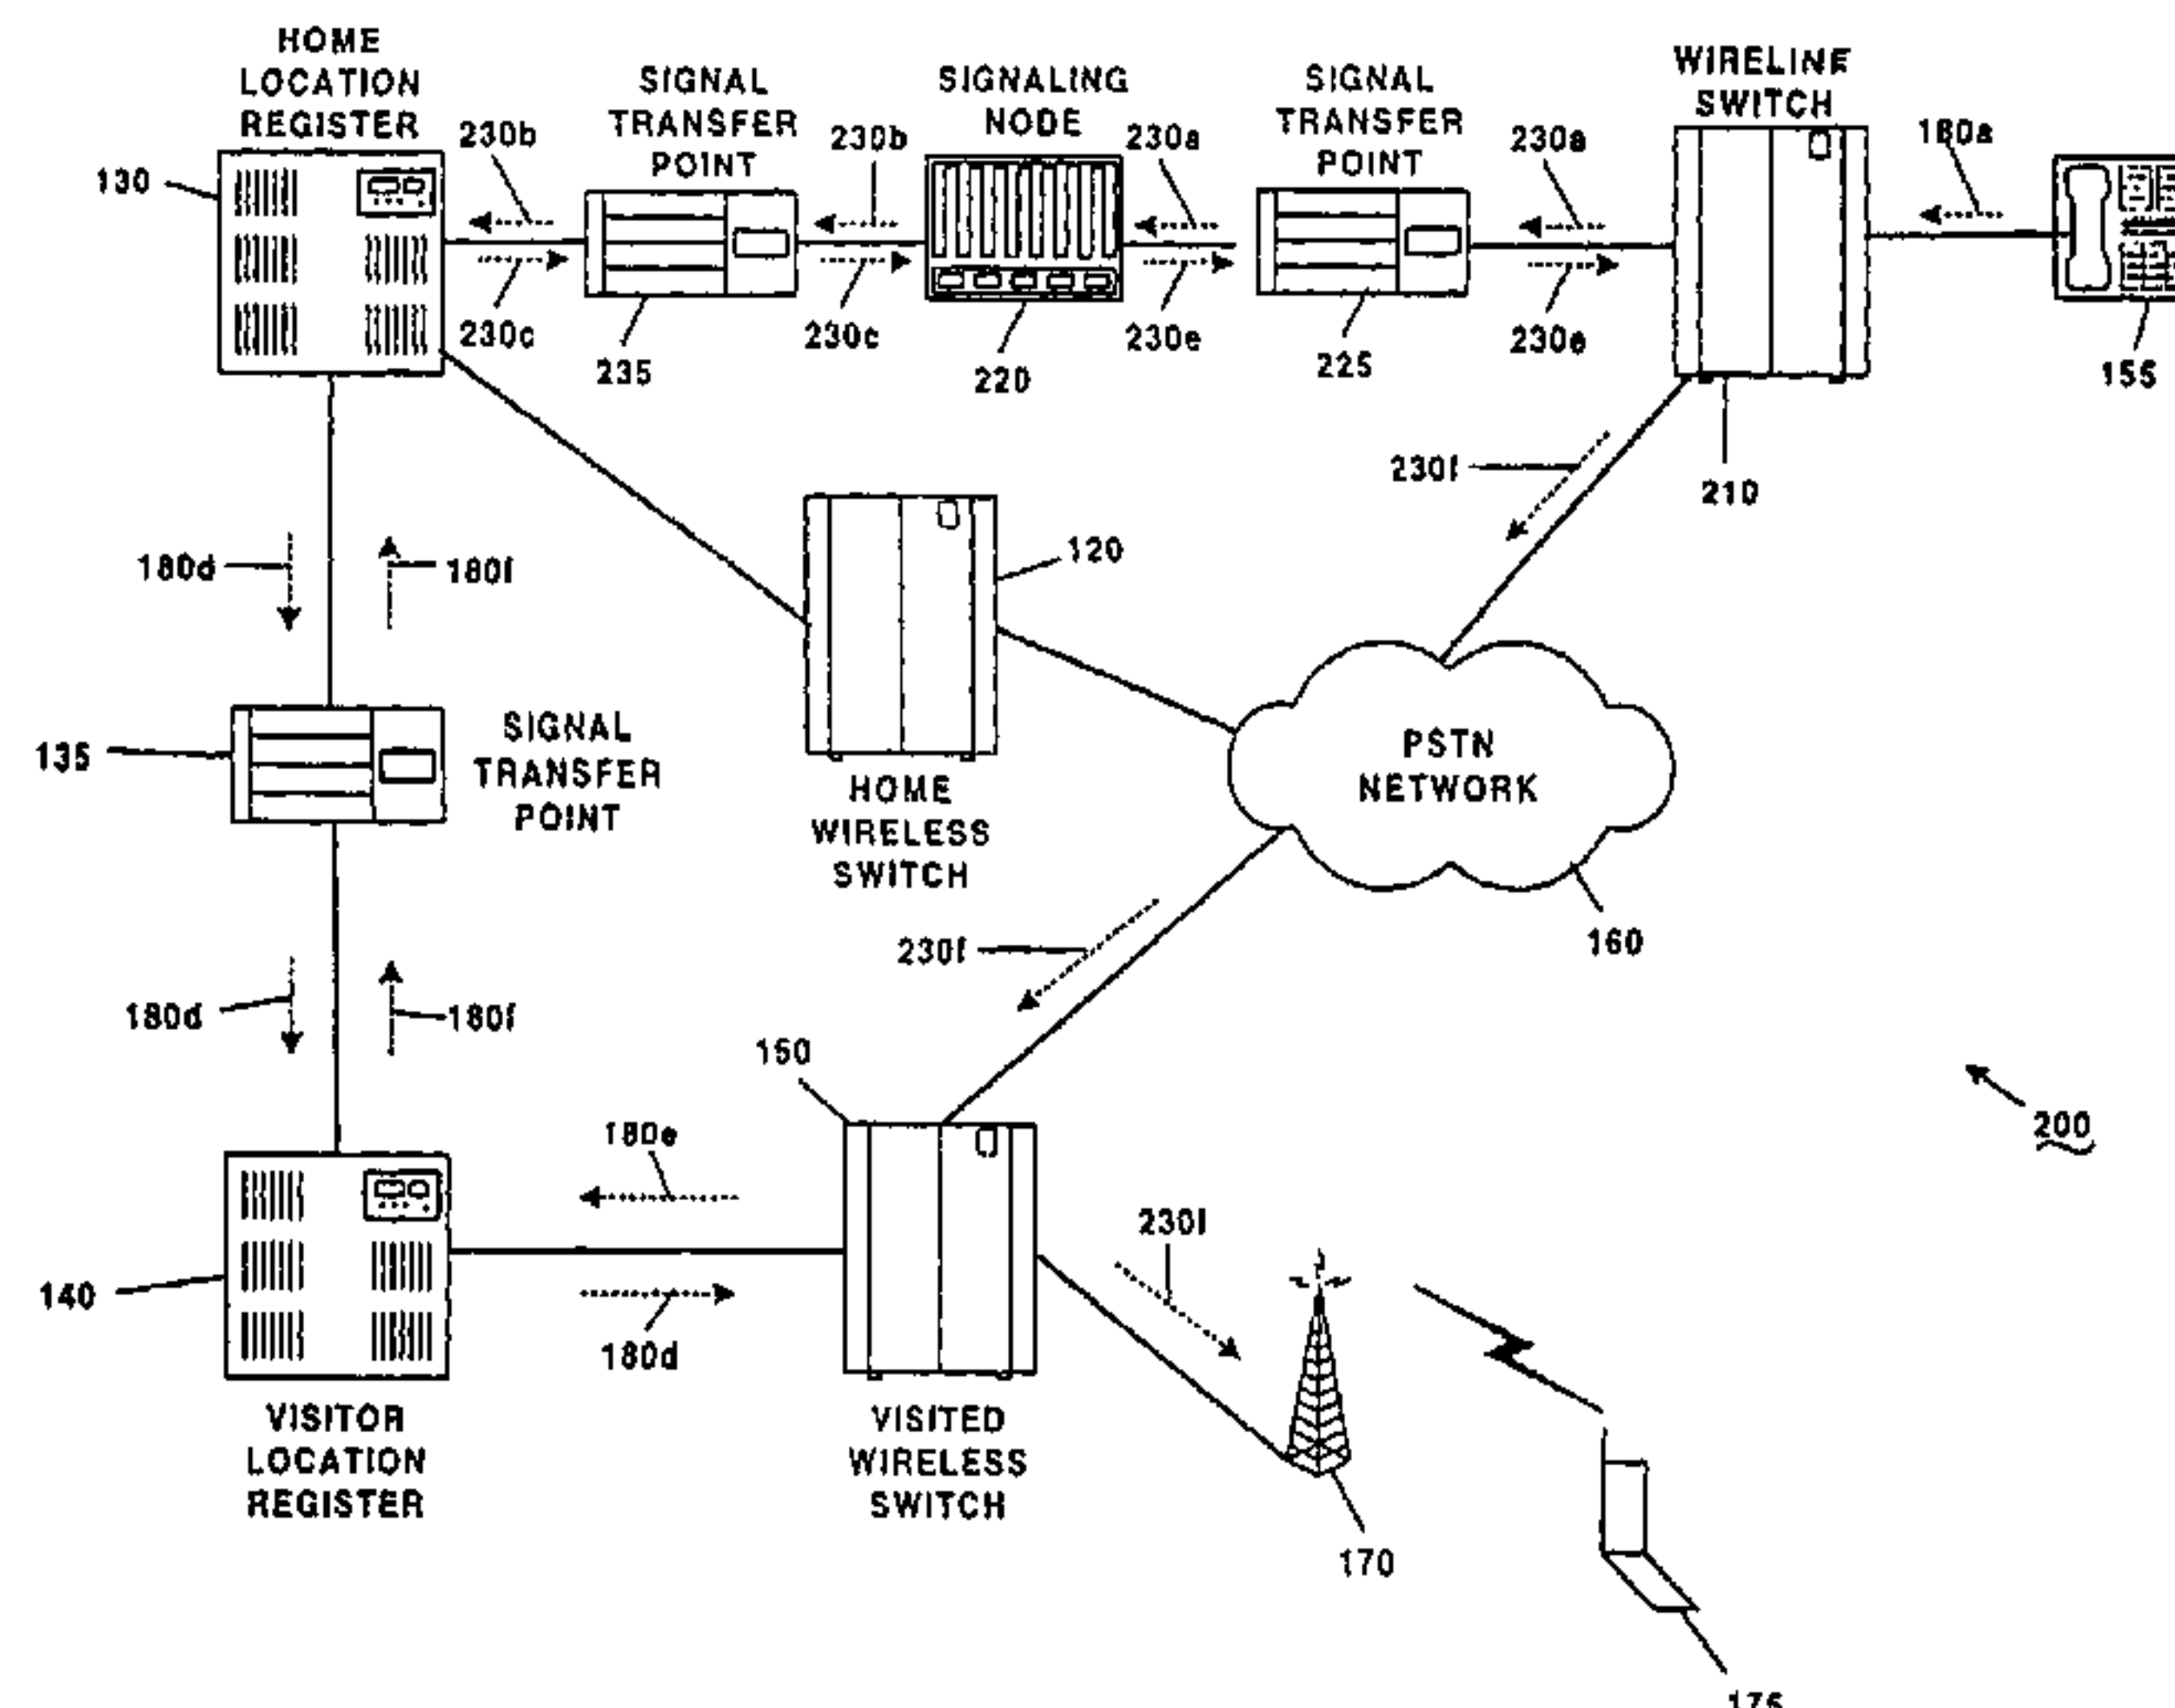 HOME
LOCATION
REGISTER
SIGNAL
TRANSFER
POINT
SIGNALING
NODE
SIGNAL
TRANSFER
POINT
WIRELINE
SWITCH
130
230b
230b
230a
230a
180a
230c
235
230c
220
230e
225
230e
210
155
230f
180d
180f
120
135
SIGNAL
TRANSFER
POINT
HOME
WIRELESS
SWITCH
PSTN
NETWORK
160
230f
180d
180f
150
180e
200
230f
140
180d
VISITOR
LOCATION
REGISTER
VISITED
WIRELESS
SWITCH
170
175